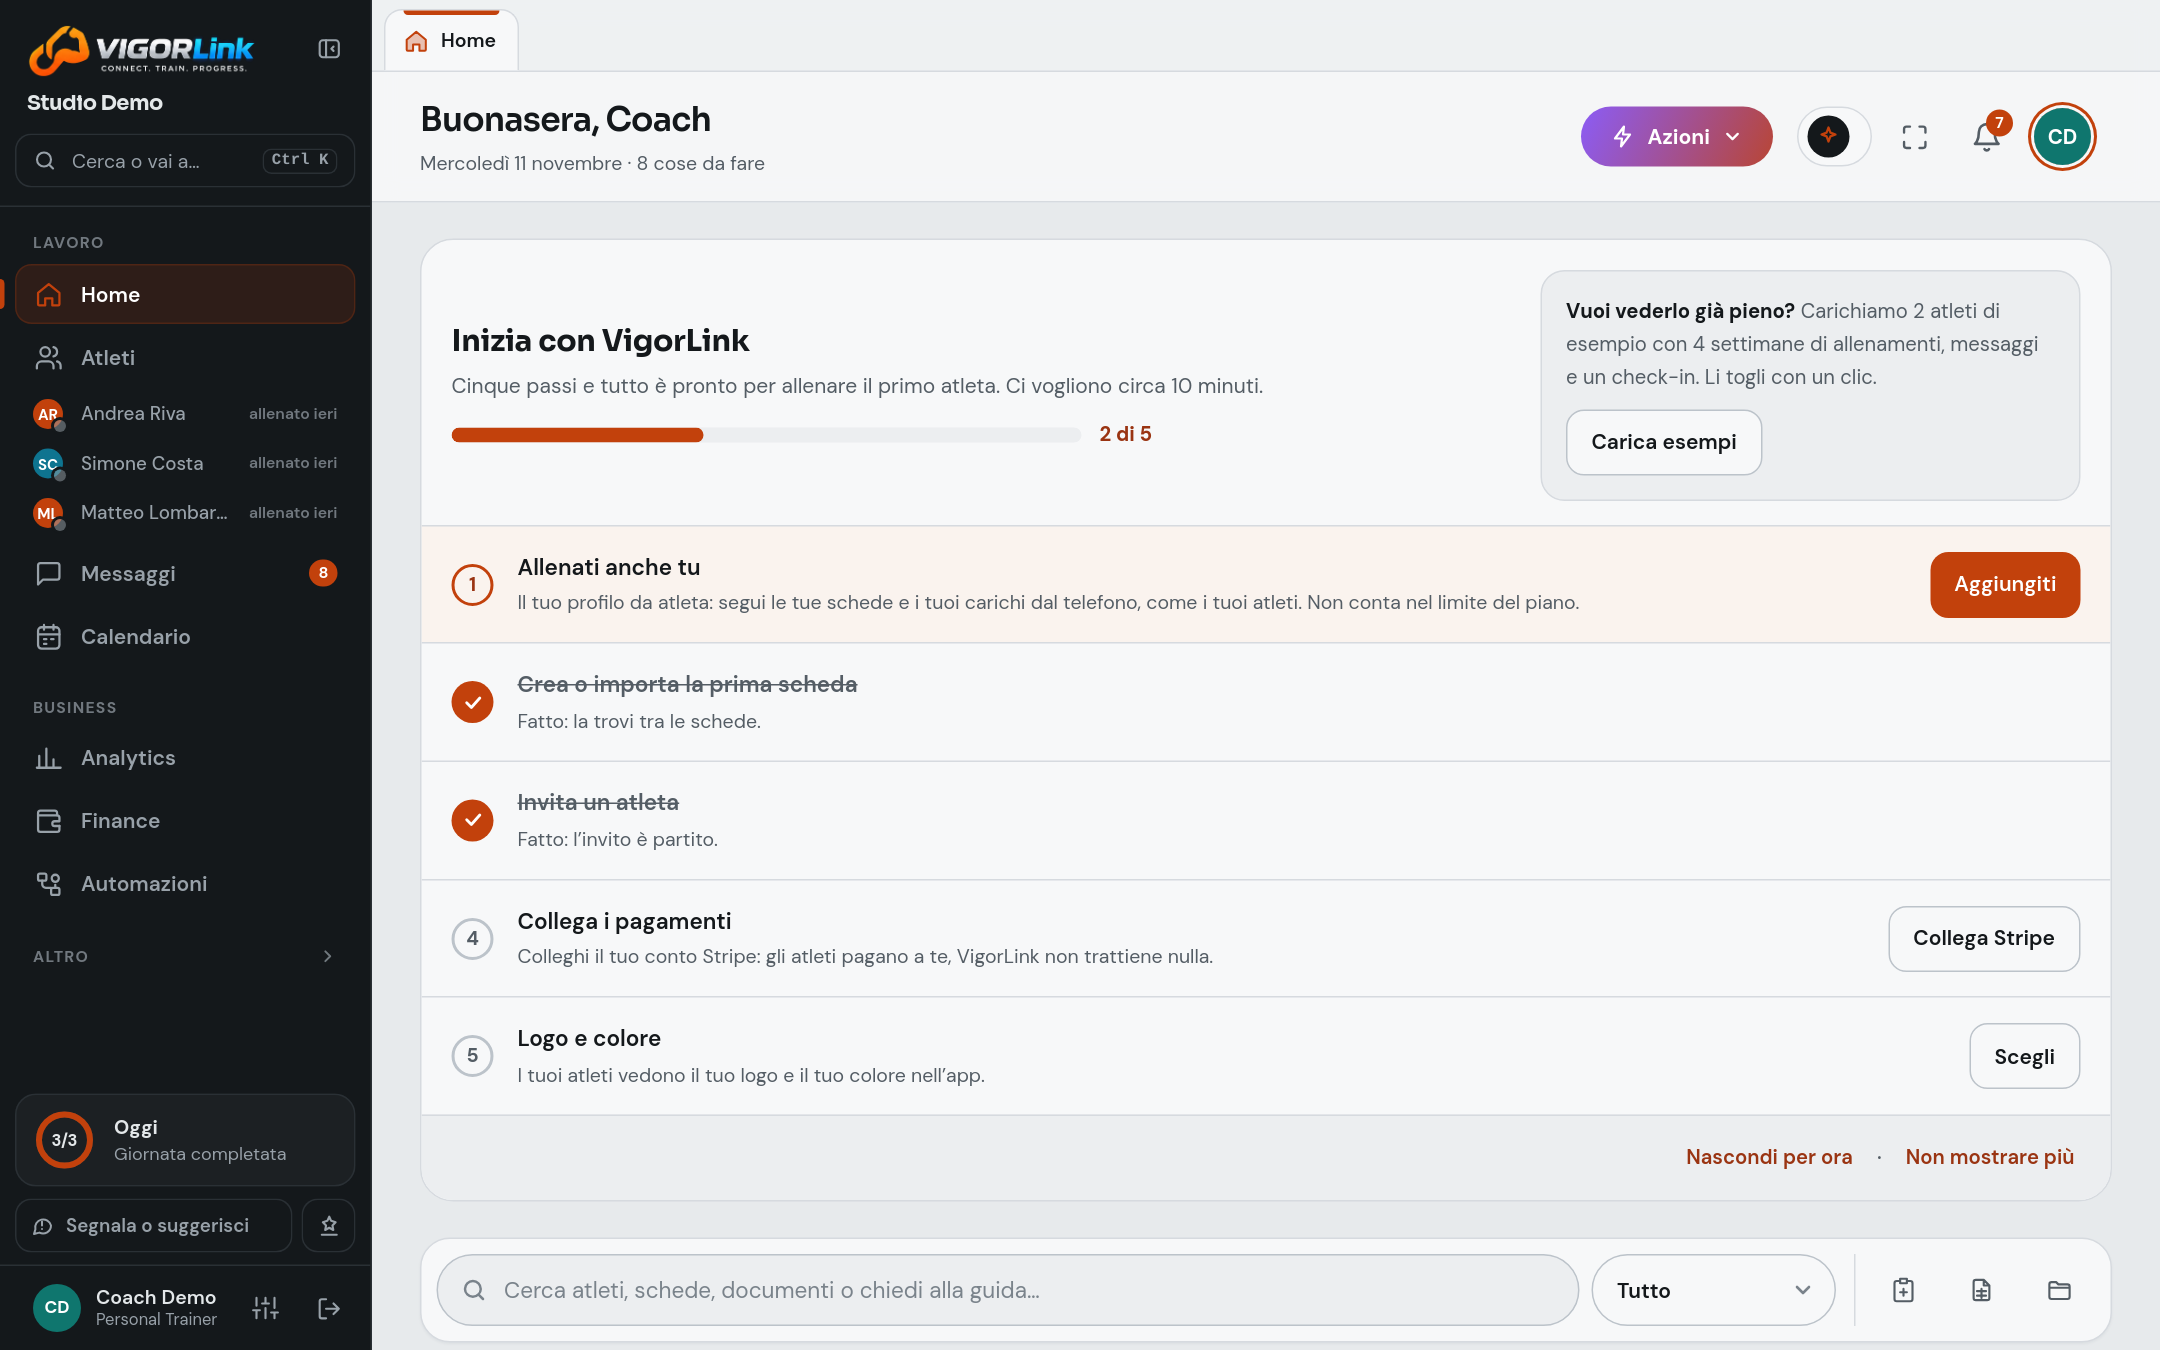 VIGORLink
CONNECT. TRAIN. PROGRESS.
Studio Demo
Cerca o vai a...
Ctrl K
LAVORO
Home
Atleti
AR
Andrea Riva
allenato ieri
SC
Simone Costa
allenato ieri
Matteo Lombar...
allenato ieri
Messaggi
8
Calendario
BUSINESS
Analytics
Finance
Automazioni
ALTRO
3/3
Oggi
Giornata completata
Segnala o suggerisci
CD
Coach Demo
Personal Trainer
Home
Buonasera, Coach
Mercoledì 11 novembre · 8 cose da fare
Azioni
7
CD
Inizia con VigorLink
Cinque passi e tutto è pronto per allenare il primo atleta. Ci vogliono circa 10 minuti.
2 di 5
Vuoi vederlo già pieno? Carichiamo 2 atleti di
esempio con 4 settimane di allenamenti, messaggi
e un check-in. Li togli con un clic.
Carica esempi
1
Allenati anche tu
Il tuo profilo da atleta: segui le tue schede e i tuoi carichi dal telefono, come i tuoi atleti. Non conta nel limite del piano.
Aggiungiti
Crea o importa la prima scheda
Fatto: la trovi tra le schede.
Invita un atleta
Fatto: l'invito è partito.
4
Collega i pagamenti
Colleghi il tuo conto Stripe: gli atleti pagano a te, VigorLink non trattiene nulla.
Collega Stripe
5
Logo e colore
I tuoi atleti vedono il tuo logo e il tuo colore nell'app.
Scegli
Nascondi per ora · Non mostrare più
Cerca atleti, schede, documenti o chiedi alla guida...
Tutto